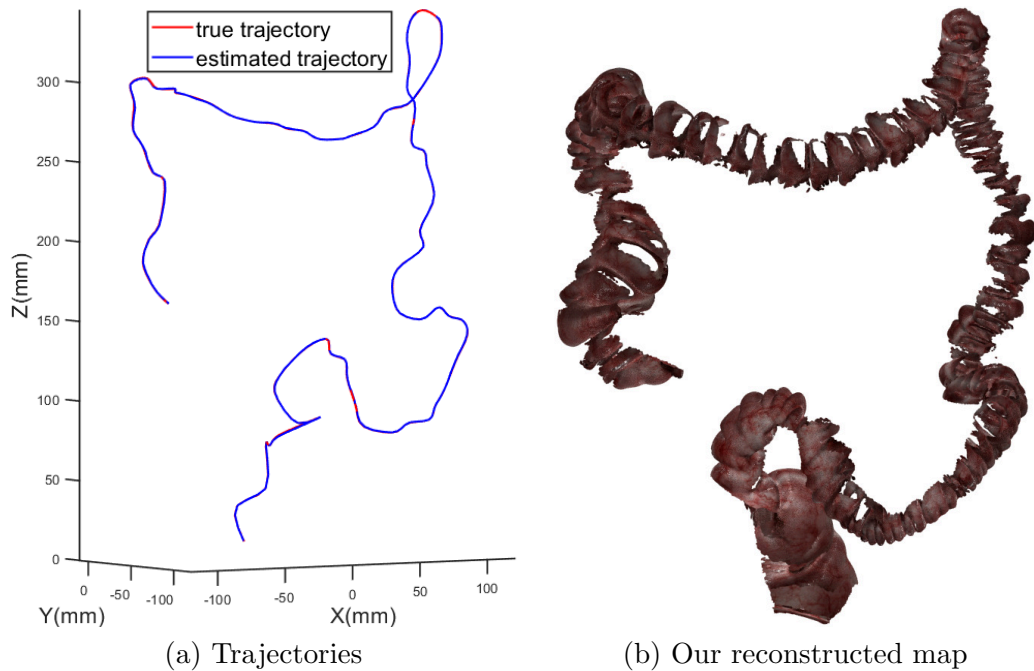 true trajectory
estimated trajectory
300
250
200
150
100
50
0
Z(mm)
0 -50 -100 -100 -50 0 50 100
Y(mm) X(mm)
(a) Trajectories
(b) Our reconstructed map